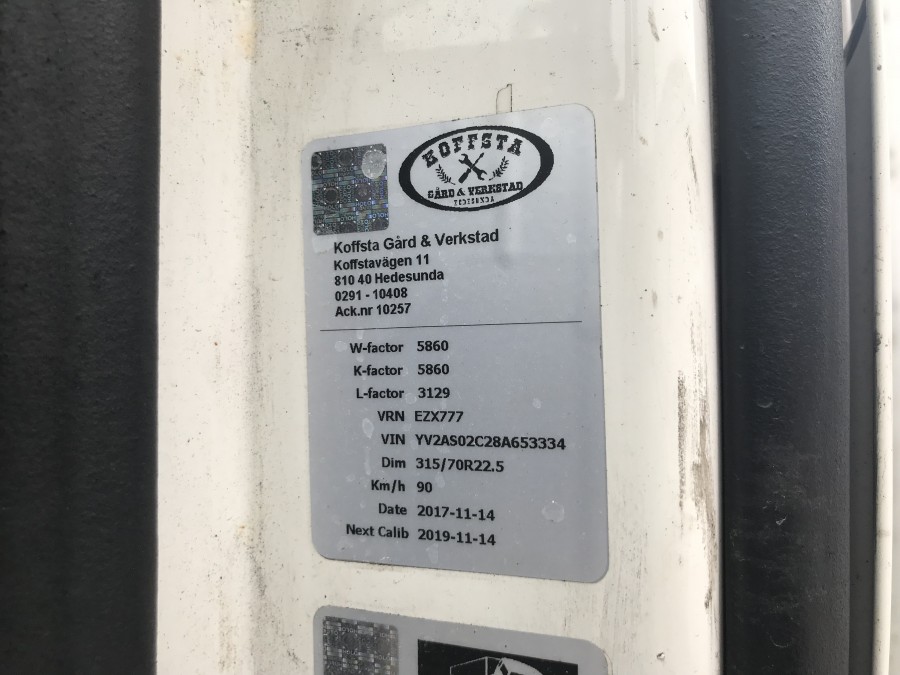 KOFFSTA
GÅRD & VERKSTAD
HEDESUNDA
Koffsta Gård & Verkstad
Koffstavägen 11
810 40 Hedesunda
0291 - 10408
Ack.nr 10257
W-factor 5860
K-factor 5860
L-factor 3129
VRN EZX777
VIN YV2AS02C28A653334
Dim 315/70R22.5
Km/h 90
Date 2017-11-14
Next Calib 2019-11-14